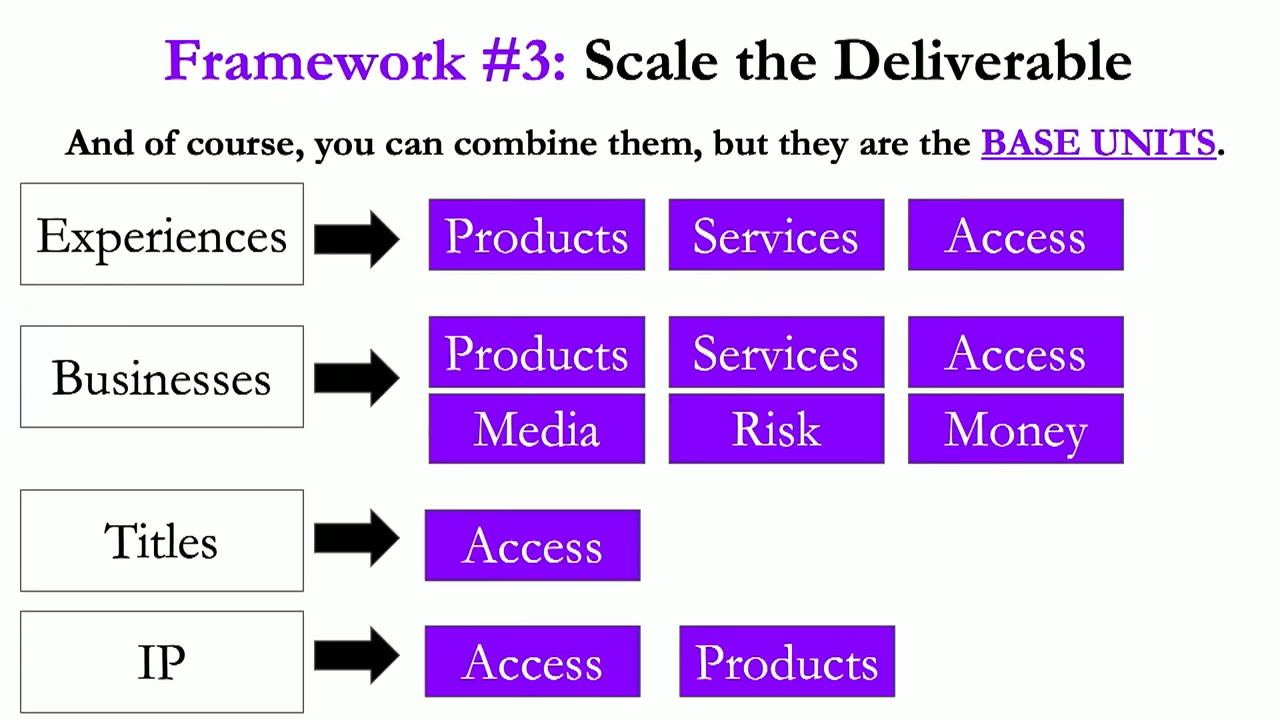 Framework #3: Scale the Deliverable
And of course, you can combine them, but they are the BASE UNITS.
Experiences
Products Services Access
Businesses
Products Services Access
Media Risk Money
Titles
Access
IP
Access Products